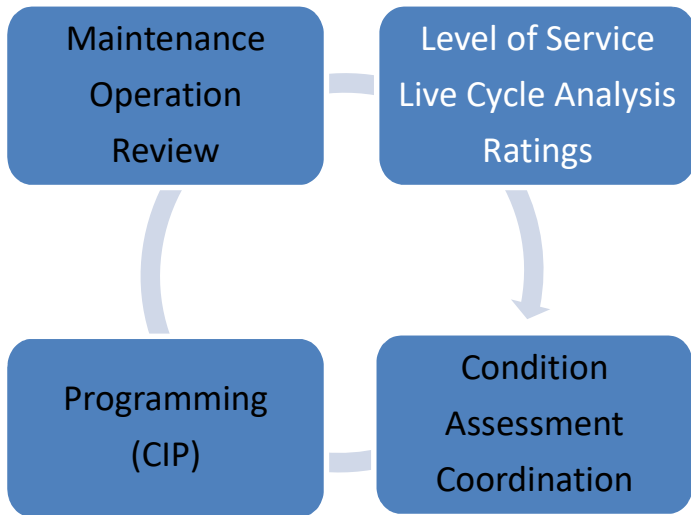 Maintenance
Operation
Review
Level of Service
Live Cycle Analysis
Ratings
Condition
Assessment
Coordination
Programming
(CIP)